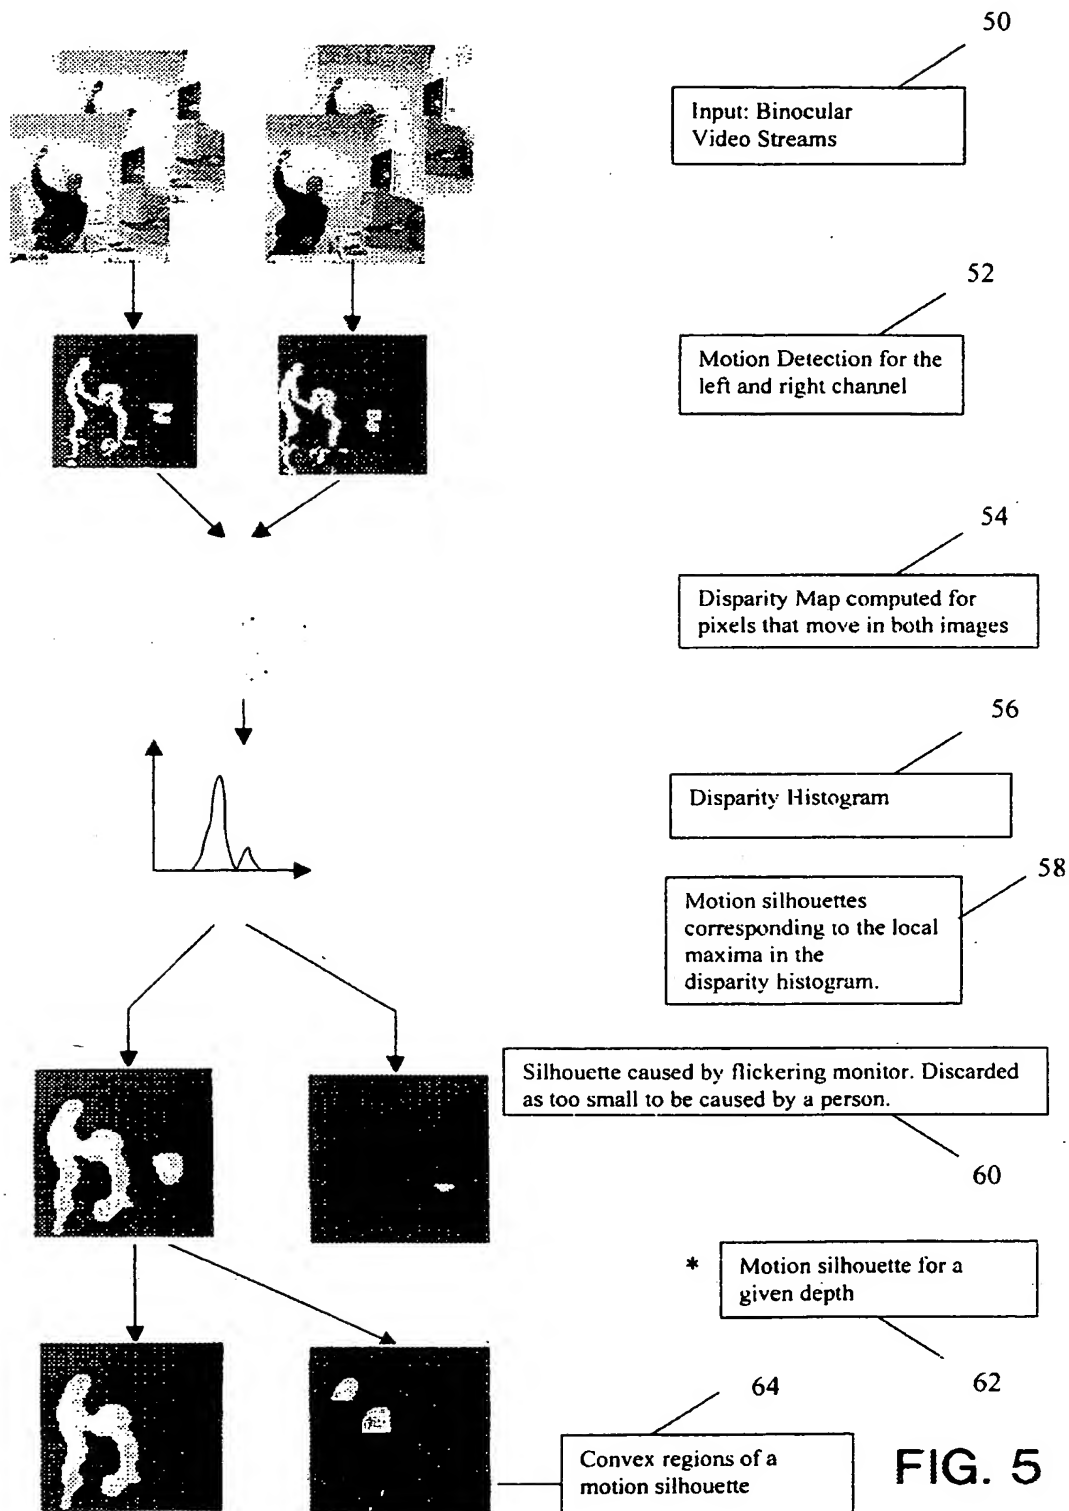 50
Input: Binocular
Video Streams
52
Motion Detection for the
left and right channel
54
Disparity Map computed for
pixels that move in both images
56
Disparity Histogram
58
Motion silhouettes
corresponding to the local
maxima in the
disparity histogram.
Silhouette caused by flickering monitor. Discarded
as too small to be caused by a person.
60
* Motion silhouette for a
given depth
62
64
Convex regions of a
motion silhouette
FIG. 5